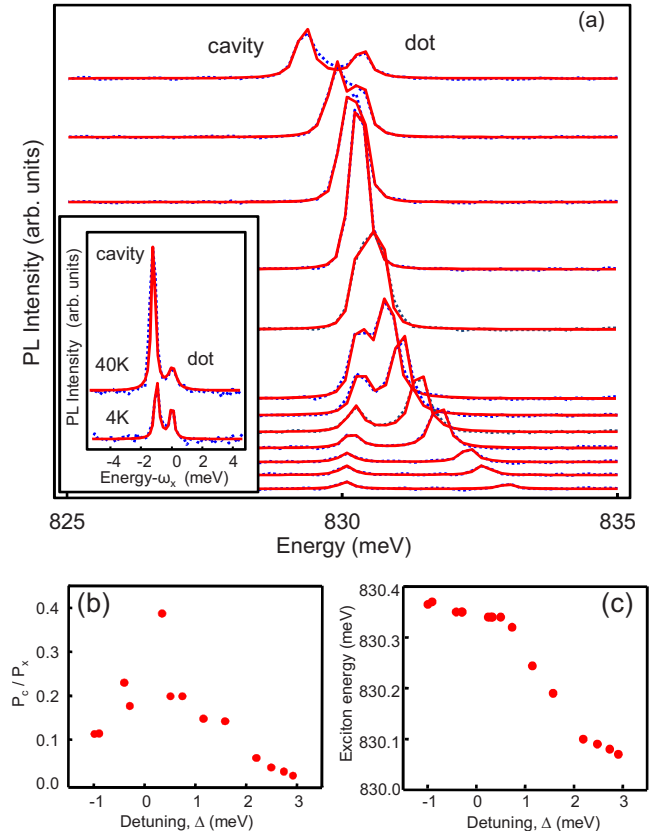 (a)
cavity
dot
PL Intensity (arb. units)
cavity
40K
dot
4K
PL Intensity (arb. units)
-4 -2 0 2 4
Energy-ωx (meV)
825 830 835
Energy (meV)
(b)
0.4
0.3
0.2
0.1
0.0
Pc / Px
-1 0 1 2 3
Detuning, Δ (meV)
(c)
830.4
830.3
830.2
830.1
830.0
Exciton energy (meV)
-1 0 1 2 3
Detuning, Δ (meV)